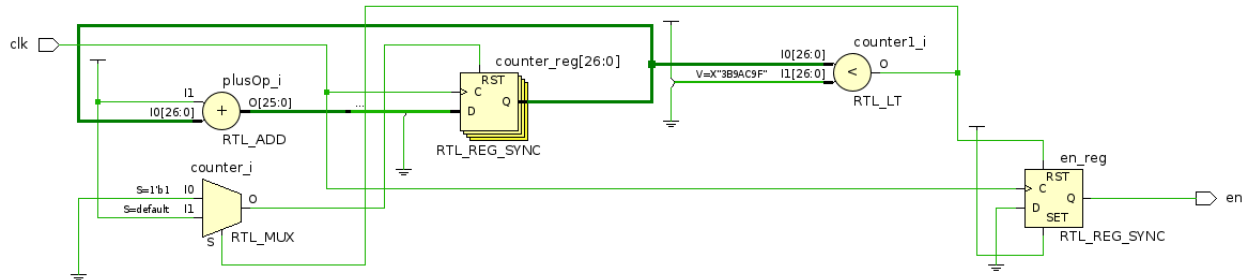 clk
plusOp_i
I1
I0[26:0]
+
O[25:0]
RTL_ADD
...
counter_reg[26:0]
RST
C
D
Q
RTL_REG_SYNC
counter_i
S=1'b1 I0
S=default I1
O
S
RTL_MUX
counter1_i
I0[26:0]
V=X"3B9AC9F" I1[26:0]
<
O
RTL_LT
en_reg
RST
C
D
Q
SET
RTL_REG_SYNC
en